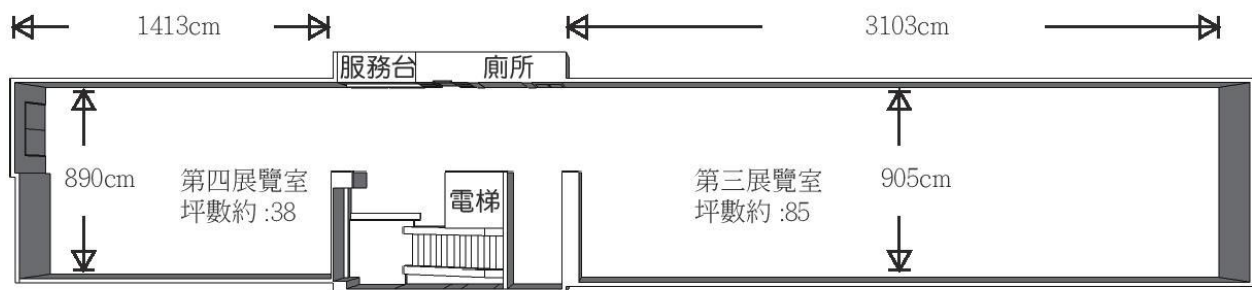 1413cm
3103cm
服務台
廁所
890cm
第四展覽室
坪數約 :38
電梯
第三展覽室
坪數約 :85
905cm